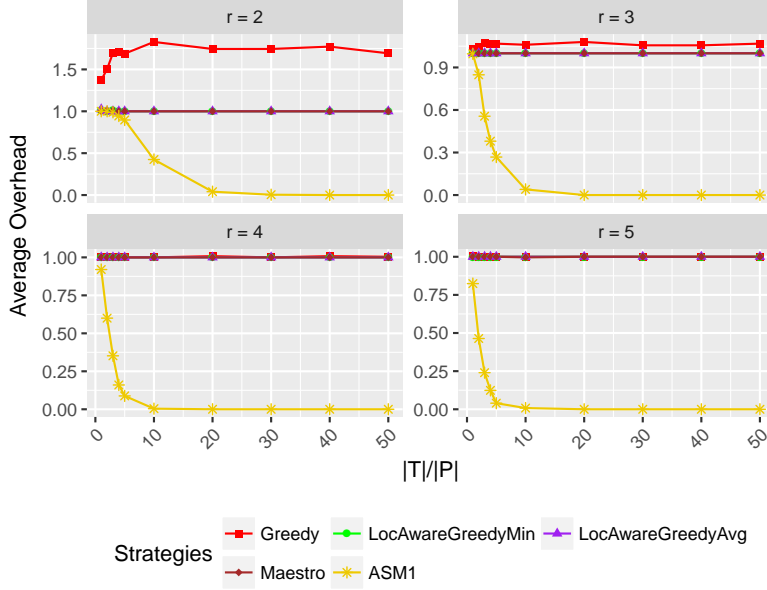 r = 2
r = 3
1.5
1.0
0.5
0.0
0.9
0.6
0.3
0.0
Average Overhead
r = 4
r = 5
1.00
0.75
0.50
0.25
0.00
1.00
0.75
0.50
0.25
0.00
0 10 20 30 40 50
0 10 20 30 40 50
|T|/|P|
Strategies
Greedy LocAwareGreedyMin LocAwareGreedyAvg
Maestro ASM1